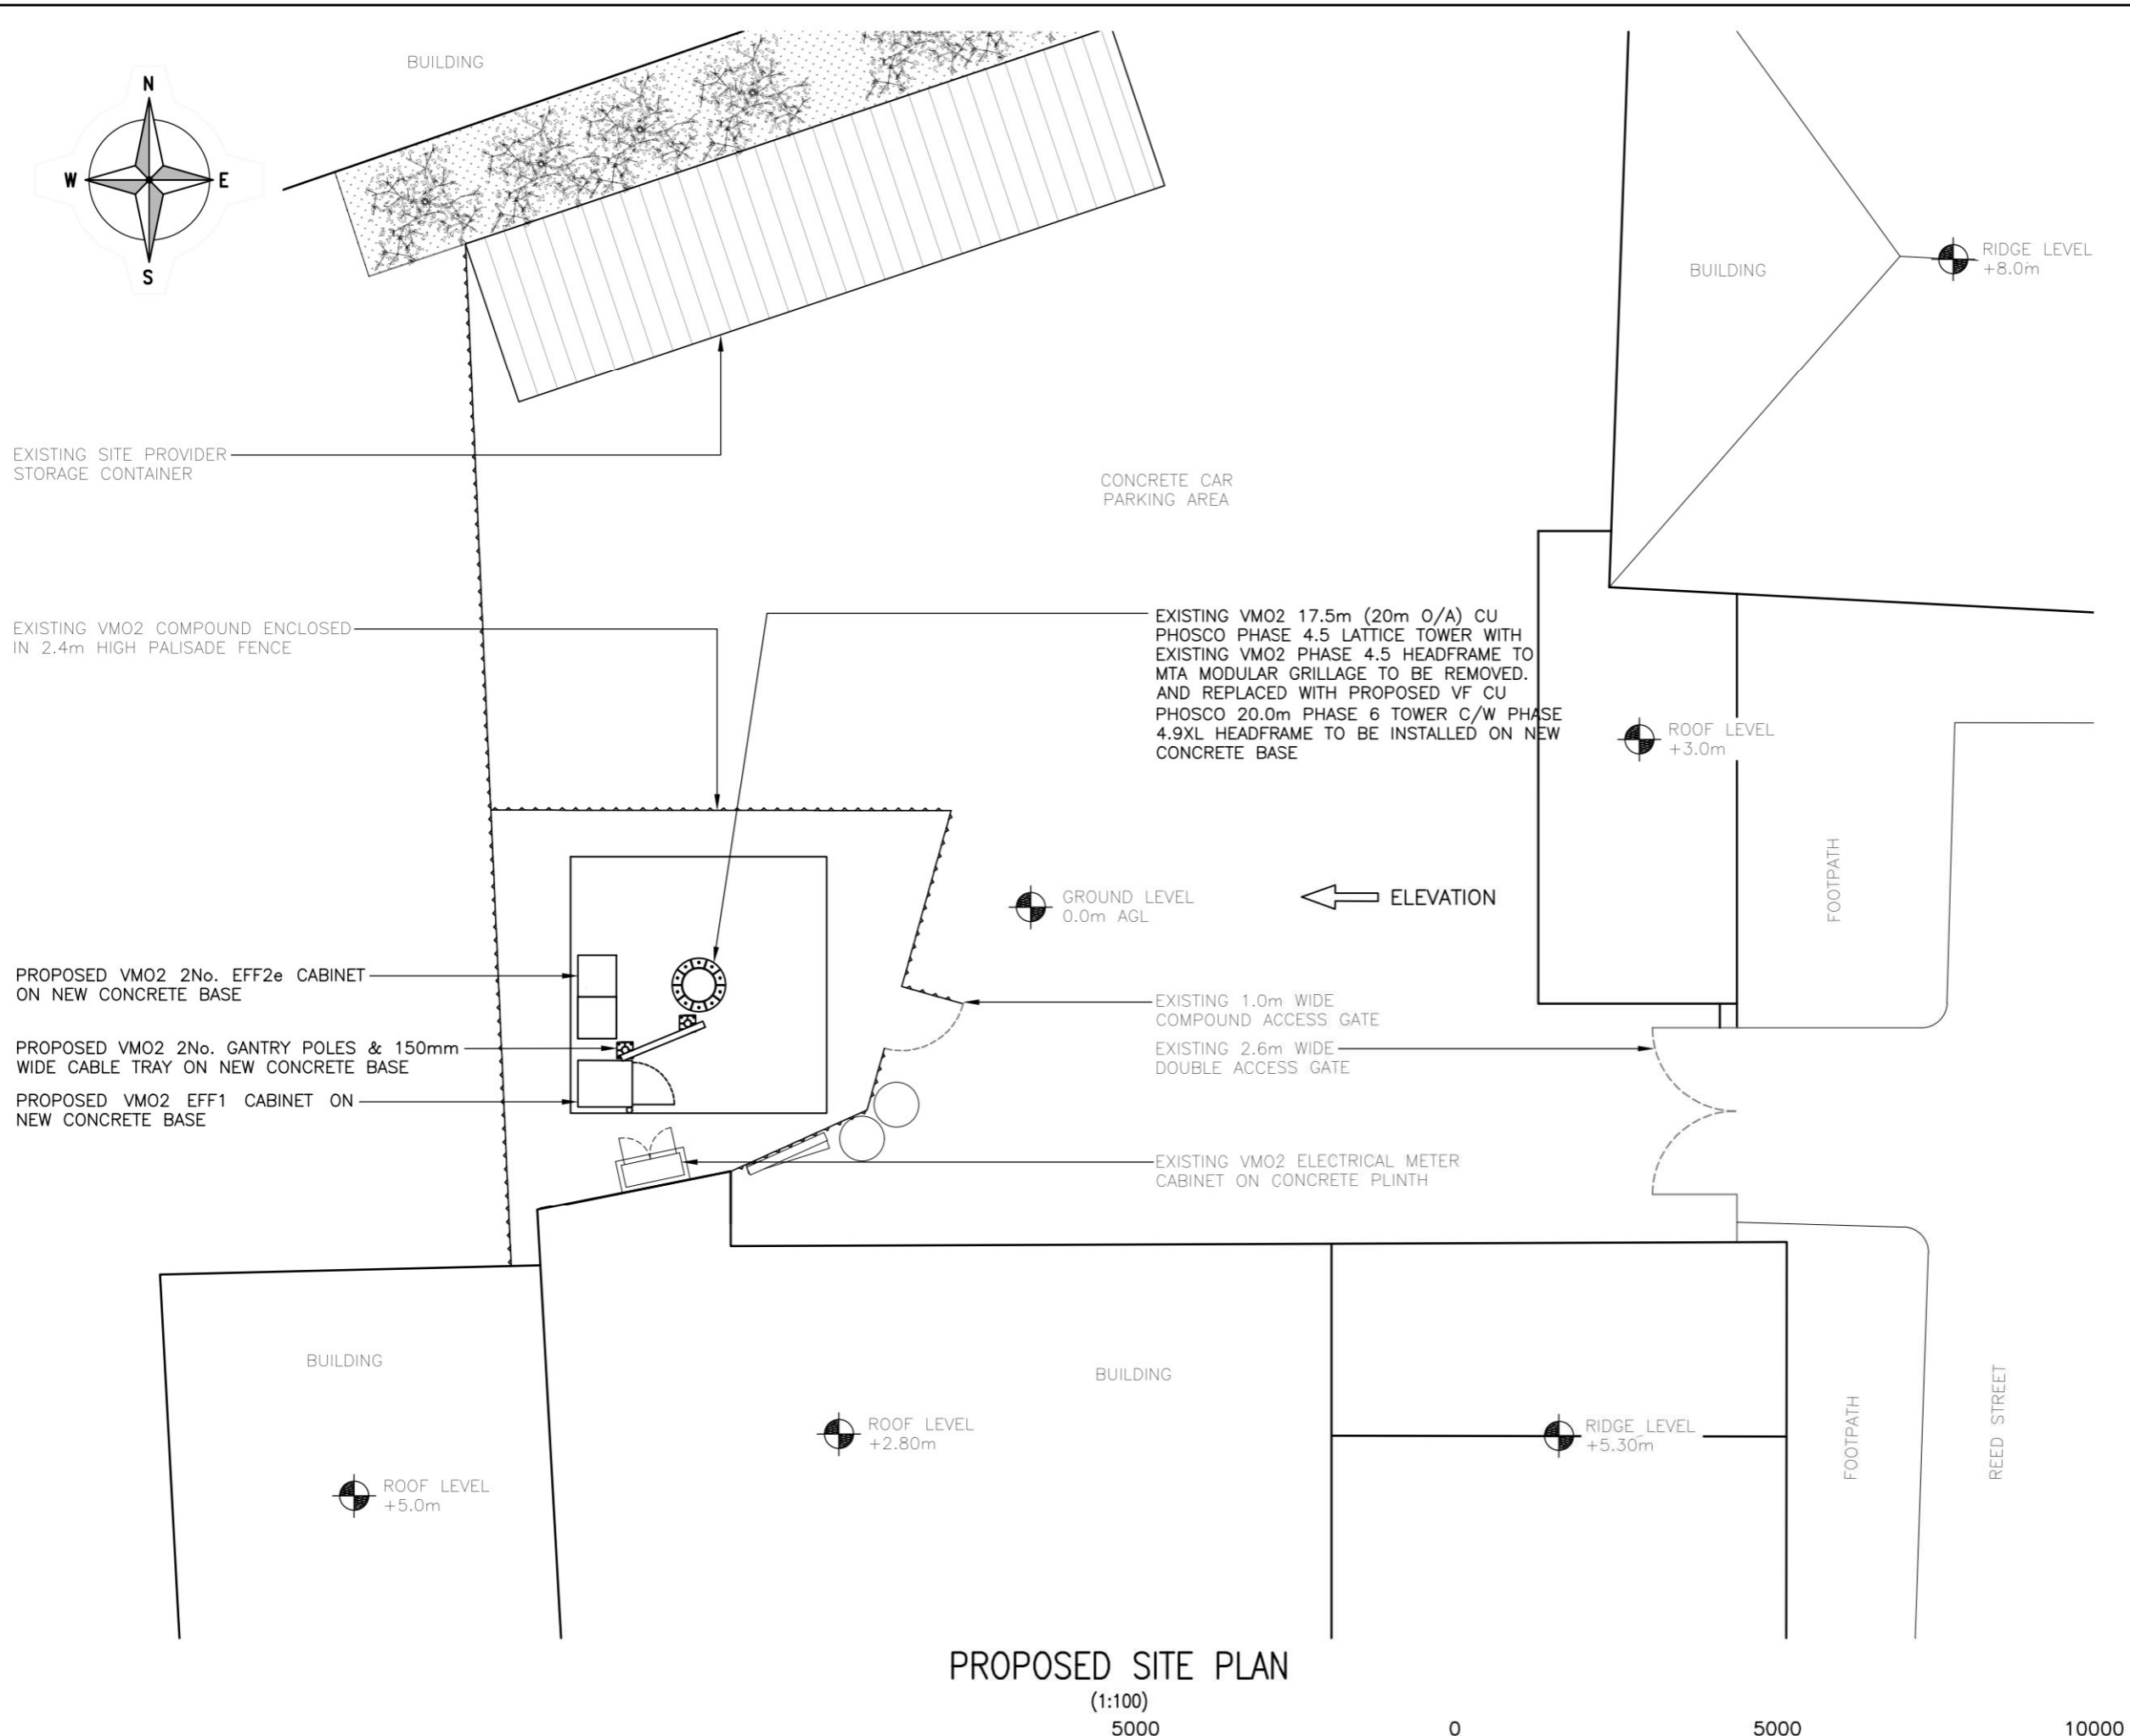 BUILDING
N
W
E
S
RIDGE LEVEL
+8.0m
BUILDING
EXISTING SITE PROVIDER
STORAGE CONTAINER
CONCRETE CAR
PARKING AREA
EXISTING VMO2 COMPOUND ENCLOSED
IN 2.4m HIGH PALISADE FENCE
EXISTING VMO2 17.5m (20m O/A) CU
PHOSCO PHASE 4.5 LATTICE TOWER WITH
EXISTING VMO2 PHASE 4.5 HEADFRAME TO
MTA MODULAR GRILLAGE TO BE REMOVED.
AND REPLACED WITH PROPOSED VF CU
PHOSCO 20.0m PHASE 6 TOWER C/W PHASE
4.9XL HEADFRAME TO BE INSTALLED ON NEW
CONCRETE BASE
ROOF LEVEL
+3.0m
FOOTPATH
GROUND LEVEL
0.0m AGL
ELEVATION
PROPOSED VMO2 2No. EFF2e CABINET
ON NEW CONCRETE BASE
EXISTING 1.0m WIDE
COMPOUND ACCESS GATE
PROPOSED VMO2 2No. GANTRY POLES & 150mm
WIDE CABLE TRAY ON NEW CONCRETE BASE
EXISTING 2.6m WIDE
DOUBLE ACCESS GATE
PROPOSED VMO2 EFF1 CABINET ON
NEW CONCRETE BASE
EXISTING VMO2 ELECTRICAL METER
CABINET ON CONCRETE PLINTH
BUILDING
BUILDING
ROOF LEVEL
+2.80m
RIDGE LEVEL
+5.30m
FOOTPATH
REED STREET
ROOF LEVEL
+5.0m
PROPOSED SITE PLAN
(1:100)
5000
0
5000
10000